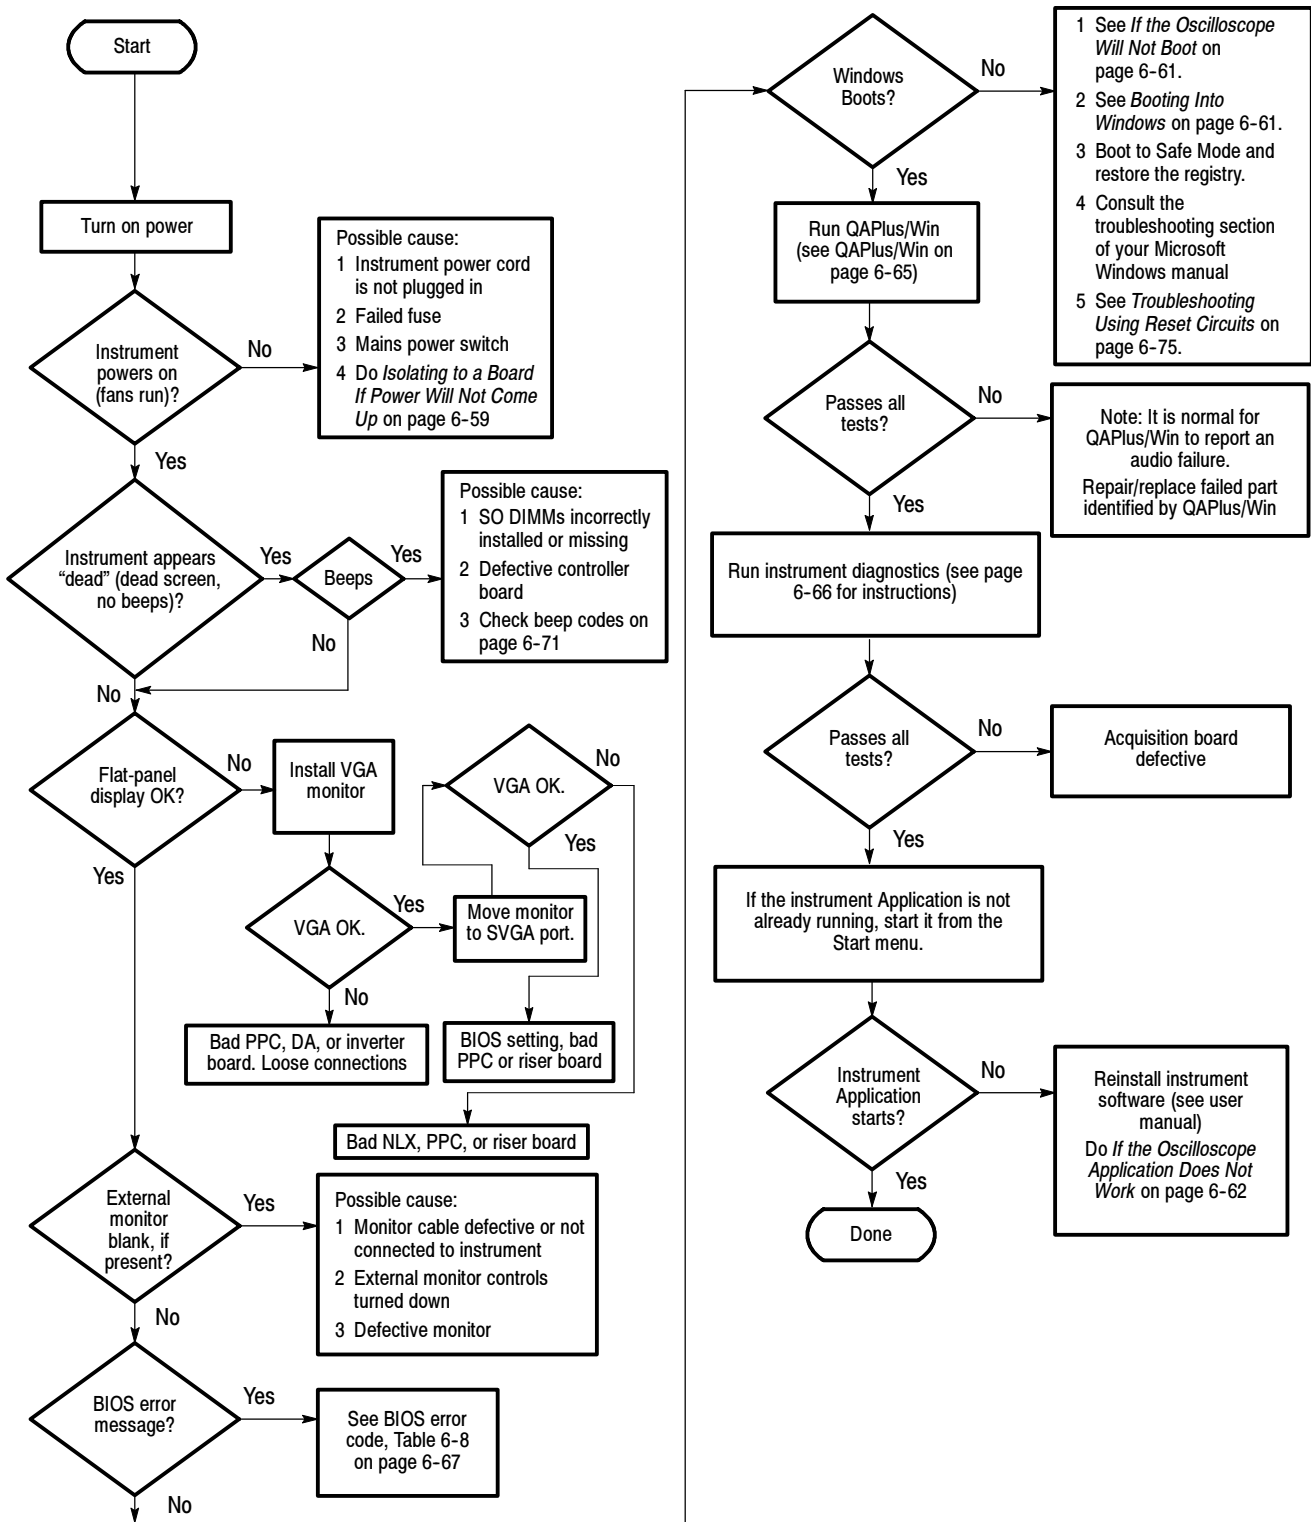 Start
Turn on power
Instrument
powers on
(fans run)?
No
Possible cause:
1 Instrument power cord
is not plugged in
2 Failed fuse
3 Mains power switch
4 Do Isolating to a Board
If Power Will Not Come
Up on page 6-59
Yes
Instrument appears
“dead” (dead screen,
no beeps)?
Yes
Beeps
Yes
Possible cause:
1 SO DIMMs incorrectly
installed or missing
2 Defective controller
board
3 Check beep codes on
page 6-71
No
No
Flat-panel
display OK?
No
Install VGA
monitor
VGA OK.
No
Yes
Yes
VGA OK.
Yes
Move monitor
to SVGA port.
No
Bad PPC, DA, or inverter
board. Loose connections
BIOS setting, bad
PPC or riser board
Bad NLX, PPC, or riser board
External
monitor
blank, if
present?
Yes
Possible cause:
1 Monitor cable defective or not
connected to instrument
2 External monitor controls
turned down
3 Defective monitor
No
BIOS error
message?
Yes
See BIOS error
code, Table 6-8
on page 6-67
No
Windows
Boots?
No
1 See If the Oscilloscope
Will Not Boot on
page 6-61.
2 See Booting Into
Windows on page 6-61.
3 Boot to Safe Mode and
restore the registry.
4 Consult the
troubleshooting section
of your Microsoft
Windows manual
5 See Troubleshooting
Using Reset Circuits on
page 6-75.
Yes
Run QAPlus/Win
(see QAPlus/Win on
page 6-65)
Passes all
tests?
No
Note: It is normal for
QAPlus/Win to report an
audio failure.
Repair/replace failed part
identified by QAPlus/Win
Yes
Run instrument diagnostics (see page
6-66 for instructions)
Passes all
tests?
No
Acquisition board
defective
Yes
If the instrument Application is not
already running, start it from the
Start menu.
Instrument
Application
starts?
No
Reinstall instrument
software (see user
manual)
Do If the Oscilloscope
Application Does Not
Work on page 6-62
Yes
Done